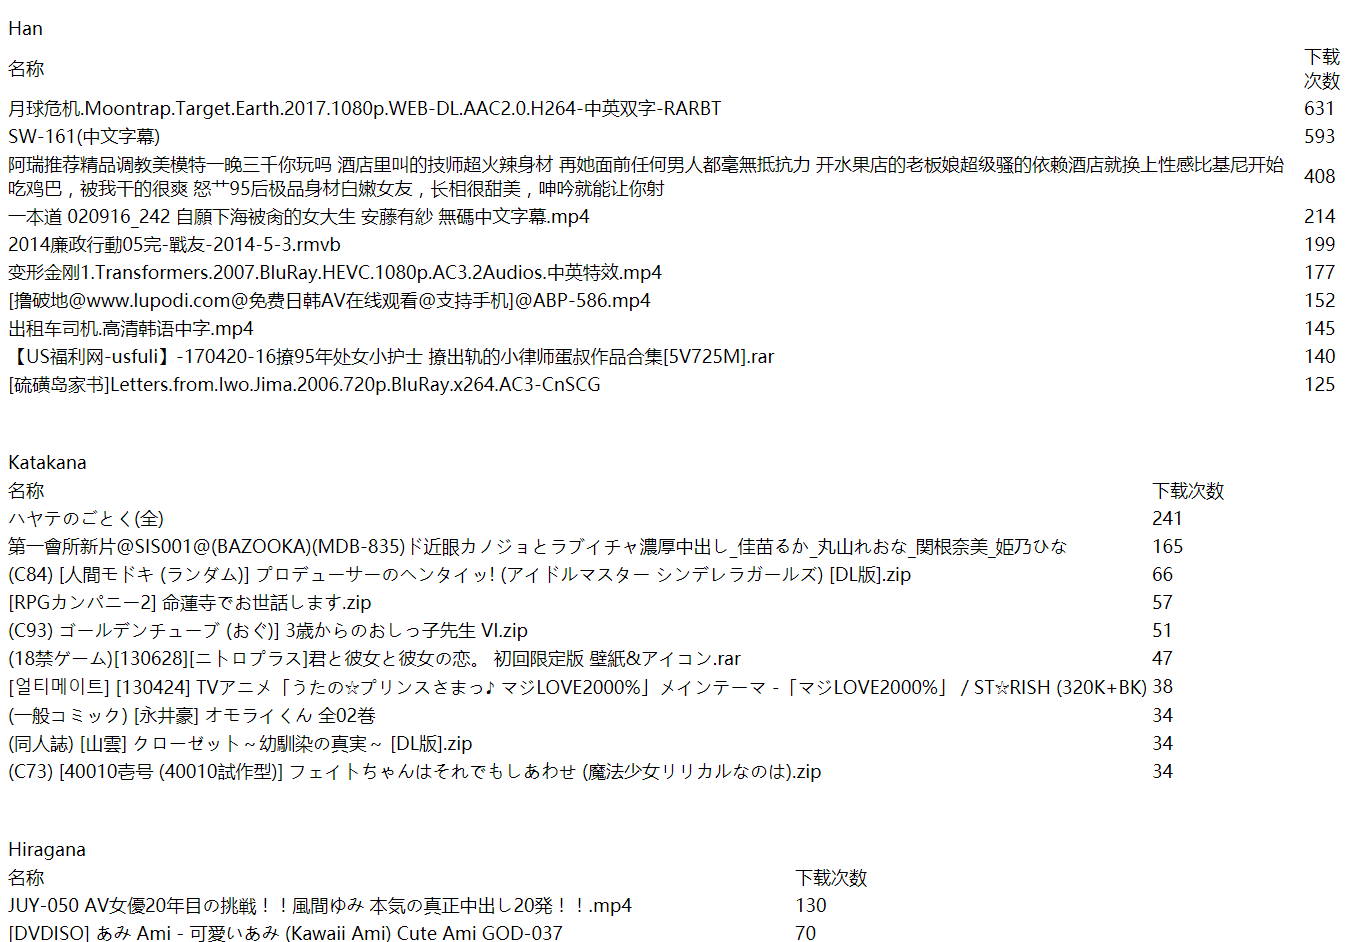 Han
名称 下载
次数
月球危机.Moontrap.Target.Earth.2017.1080p.WEB-DL.AAC2.0.H264-中英双字-RARBT 631
SW-161(中文字幕) 593
阿瑞推荐精品调教美模特一晚三千你玩吗 酒店里叫的技师超火辣身材 再她面前任何男人都毫無抵抗力 开水果店的老板娘超级骚的依赖酒店就换上性感比基尼开始
吃鸡巴，被我干的很爽 怒艹95后极品身材白嫩女友，长相很甜美，呻吟就能让你射 408
一本道 020916_242 自願下海被肏的女大生 安藤有紗 無碼中文字幕.mp4 214
2014廉政行動05完-戰友-2014-5-3.rmvb 199
变形金刚1.Transformers.2007.BluRay.HEVC.1080p.AC3.2Audios.中英特效.mp4 177
[撸破地@www.lupodi.com@免费日韩AV在线观看@支持手机]@ABP-586.mp4 152
出租车司机.高清韩语中字.mp4 145
【US福利网-usfuli】-170420-16撩95年处女小护士 撩出轨的小律师蛋叔作品合集[5V725M].rar 140
[硫磺岛家书]Letters.from.Iwo.Jima.2006.720p.BluRay.x264.AC3-CnSCG 125
Katakana
名称 下载次数
ハヤテのごとく(全) 241
第一會所新片@SIS001@(BAZOOKA)(MDB-835)ド近眼カノジョとラブイチャ濃厚中出し_佳苗るか_丸山れおな_関根奈美_姫乃ひな 165
(C84) [人間モドキ (ランダム)] プロデューサーのヘンタイッ! (アイドルマスター シンデレラガールズ) [DL版].zip 66
[RPGカンパニー2] 命蓮寺でお世話します.zip 57
(C93) ゴールデンチューブ (おぐ)] 3歳からのおしっ子先生 VI.zip 51
(18禁ゲーム)[130628][ニトロプラス]君と彼女と彼女の恋。 初回限定版 壁紙&アイコン.rar 47
[얼티메이트] [130424] TVアニメ「うたの☆プリンスさまっ♪ マジLOVE2000%」メインテーマ -「マジLOVE2000%」 / ST☆RISH (320K+BK) 38
(一般コミック) [永井豪] オモライくん 全02巻 34
(同人誌) [山雲] クローゼット～幼馴染の真実～ [DL版].zip 34
(C73) [40010壱号 (40010試作型)] フェイトちゃんはそれでもしあわせ (魔法少女リリカルなのは).zip 34
Hiragana
名称 下载次数
JUY-050 AV女優20年目の挑戦！！風間ゆみ 本気の真正中出し20発！！.mp4 130
[DVDISO] あみ Ami - 可愛いあみ (Kawaii Ami) Cute Ami GOD-037 70